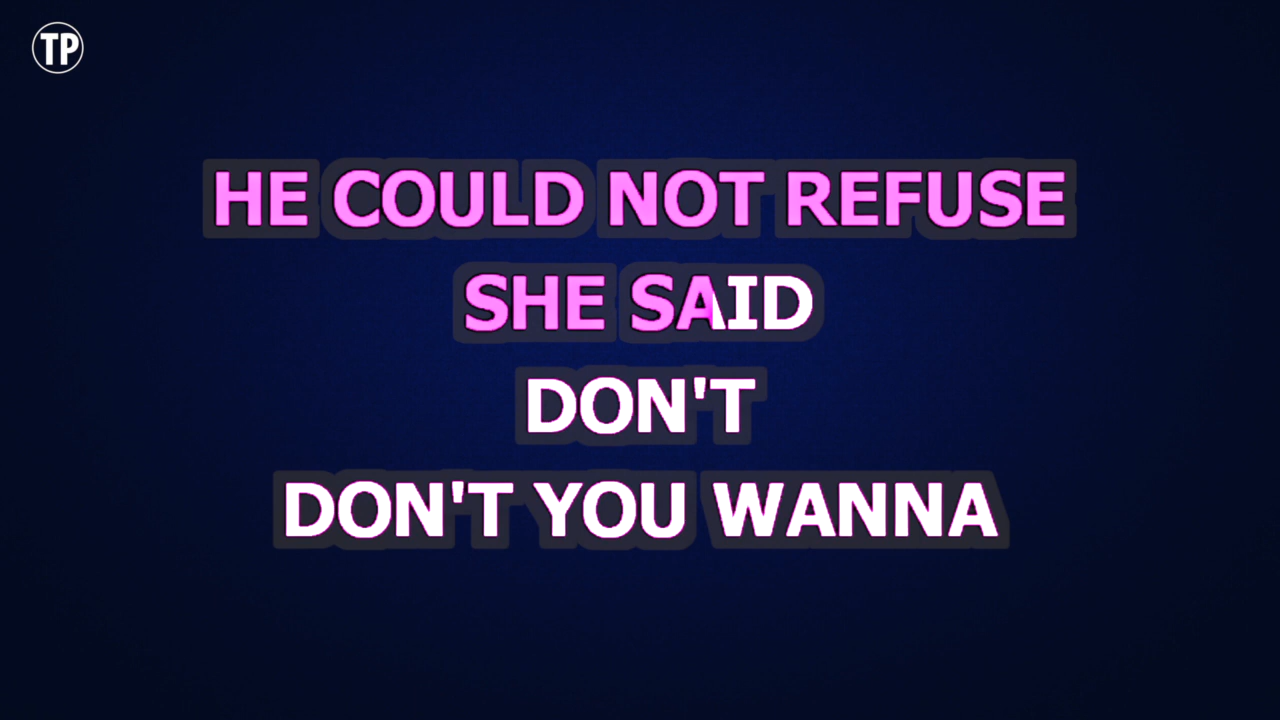 TP
HE COULD NOT REFUSE
SHE SAID
DON'T
DON'T YOU WANNA